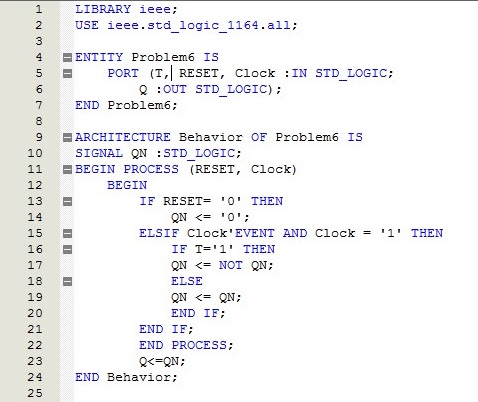 1 LIBRARY ieee;
2 USE ieee.std_logic_1164.all;
3
4 ENTITY Problem6 IS
5 PORT (T, RESET, Clock :IN STD_LOGIC;
6 Q :OUT STD_LOGIC);
7 END Problem6;
8
9 ARCHITECTURE Behavior OF Problem6 IS
10 SIGNAL QN :STD_LOGIC;
11 BEGIN PROCESS (RESET, Clock)
12 BEGIN
13 IF RESET= '0' THEN
14 QN <= '0';
15 ELSIF Clock'EVENT AND Clock = '1' THEN
16 IF T='1' THEN
17 QN <= NOT QN;
18 ELSE
19 QN <= QN;
20 END IF;
21 END IF;
22 END PROCESS;
23 Q<=QN;
24 END Behavior;
25